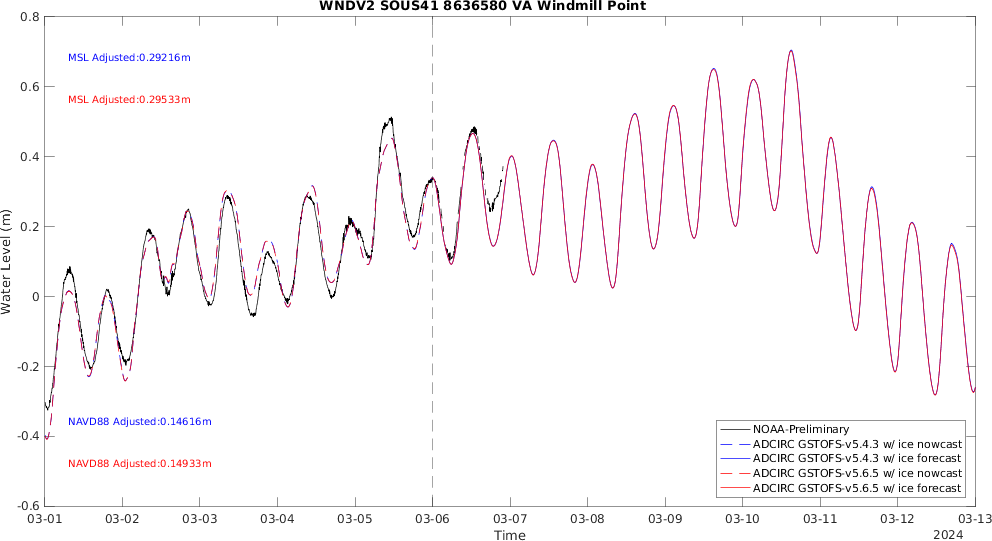 WNDV2 SOUS41 8636580 VA Windmill Point
0.8
0.6
0.4
0.2
0
-0.2
-0.4
-0.6
Water Level (m)
MSL Adjusted:0.29216m
MSL Adjusted:0.29533m
NAVD88 Adjusted:0.14616m
NAVD88 Adjusted:0.14933m
NOAA-Preliminary
ADCIRC GSTOFS-v5.4.3 w/ ice nowcast
ADCIRC GSTOFS-v5.4.3 w/ ice forecast
ADCIRC GSTOFS-v5.6.5 w/ ice nowcast
ADCIRC GSTOFS-v5.6.5 w/ ice forecast
03-01 03-02 03-03 03-04 03-05 03-06 03-07 03-08 03-09 03-10 03-11 03-12 03-13
Time
2024